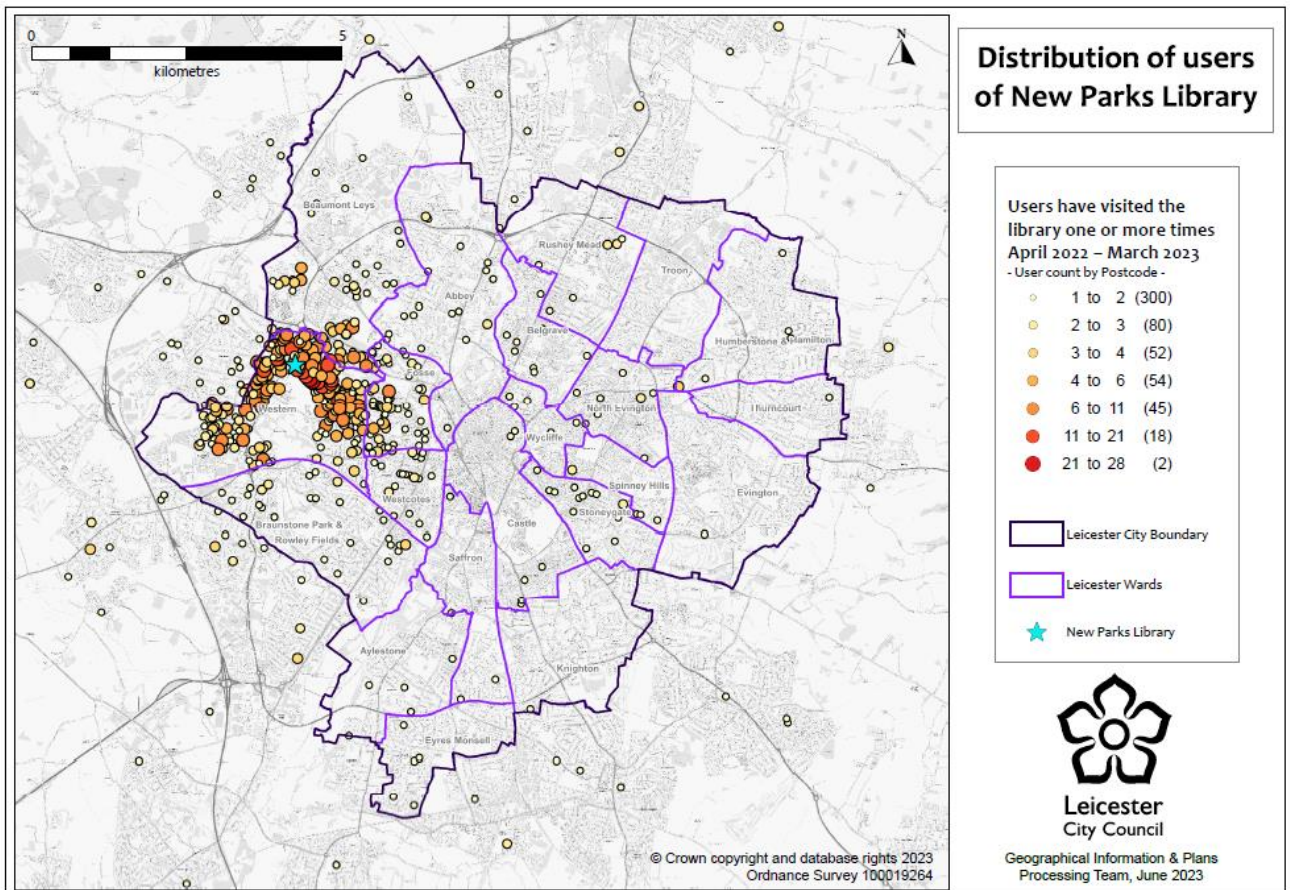 0 5
kilometres
N
Beaumont Leys
Rushey Mead
Troon
Abbey
Belgrave
Humberstone & Hamilton
Fosse
Western
North Evington
Thurncourt
Wycliffe
Spinney Hills
Evington
Westcotes
Stoneygate
Castle
Braunstone Park &
Rowley Fields
Saffron
Aylestone
Knighton
Eyres Monsell
© Crown copyright and database rights 2023
Ordnance Survey 100019264
Distribution of users
of New Parks Library
Users have visited the
library one or more times
April 2022 – March 2023
- User count by Postcode -
1 to 2 (300)
2 to 3 (80)
3 to 4 (52)
4 to 6 (54)
6 to 11 (45)
11 to 21 (18)
21 to 28 (2)
Leicester City Boundary
Leicester Wards
New Parks Library
Leicester
City Council
Geographical Information & Plans
Processing Team, June 2023